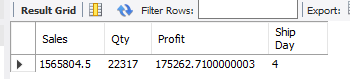 Result Grid Filter Rows: Export:
Sales Qty Profit Ship Day
1565804.5 22317 175262.7100000003 4